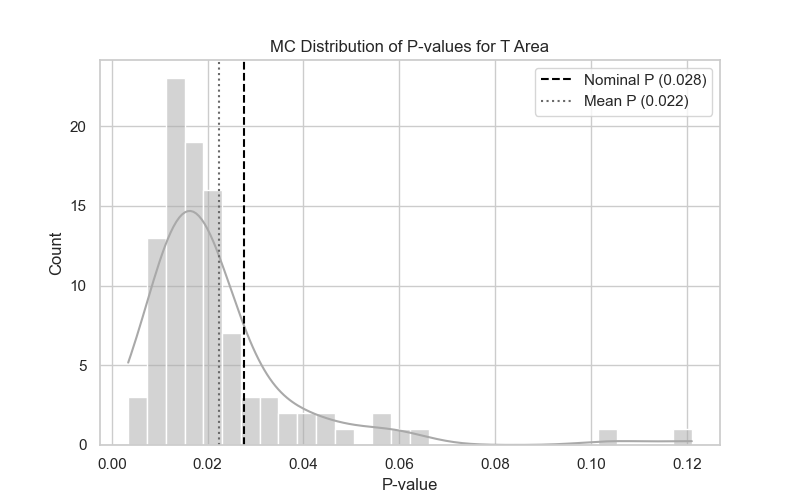 MC Distribution of P-values for T Area
Nominal P (0.028)
Mean P (0.022)
Count
20
15
10
5
0
0.00
0.02
0.04
0.06
0.08
0.10
0.12
P-value